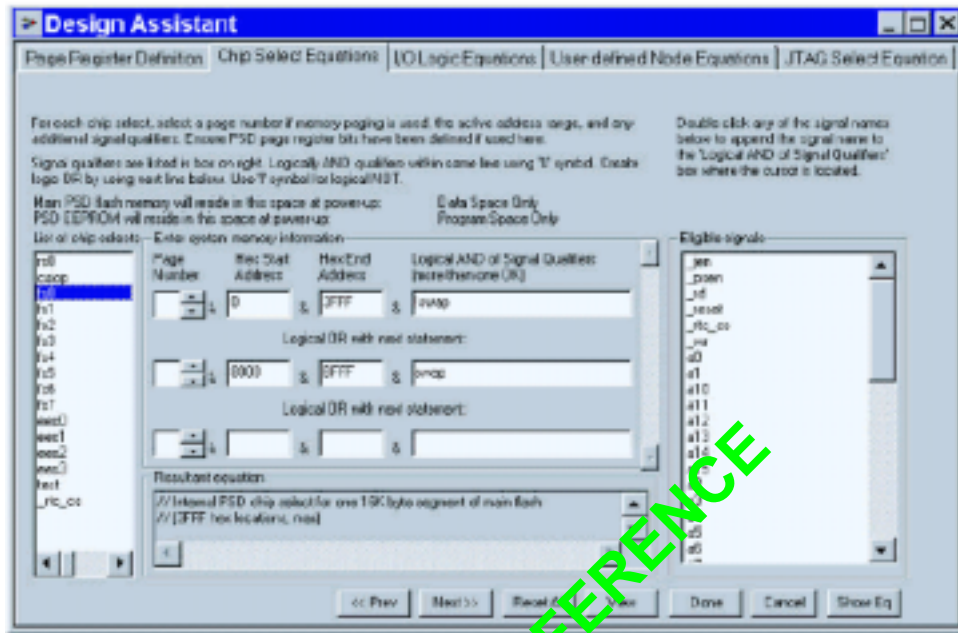 Design Assistant
Page Register Definition Chip Select Equations I/O Logic Equations User-defined Node Equations JTAG Select Equation
For each chip select, select a page number if memory paging is used, the active address range, and any
additional signal qualifiers. Ensure PSD page register bits have been defined if used here.
Signal qualifiers are listed in box on right. Logically AND qualifiers within same line using '&' symbol. Create
logic OR by using next line below. Use '!' symbol for logical NOT.
Double click any of the signal names
below to append the signal name to
the 'Logical AND of Signal Qualifiers'
box where the cursor is located.
Main PSD flash memory will reside in this space at power-up: Data Space Only
PSD EEPROM will reside in this space at power-up: Program Space Only
List of chip selects
rs0
csiop
fs0
fs1
fs2
fs3
fs4
fs5
fs6
fs7
ees0
ees1
ees2
ees3
_rtc_cs
Enter system memory information
Page Number
Hex Start Address
Hex End Address
Logical AND of Signal Qualifiers
(more than one OK)
& 0 & 3FFF & !swap
Logical OR with next statement:
& 8000 & BFFF & swap
Logical OR with next statement:
& & &
Resultant equation
// Internal PSD chip select for one 16K byte segment of main flash
// (3FFF hex locations, max)
Eligible signals
_psen
_rd
_reset
_rtc_cs
_wr
a0
a1
a10
a11
a12
a13
a14
a5
a6
<< Prev Next >> View Done Cancel Show Eq
FERENCE